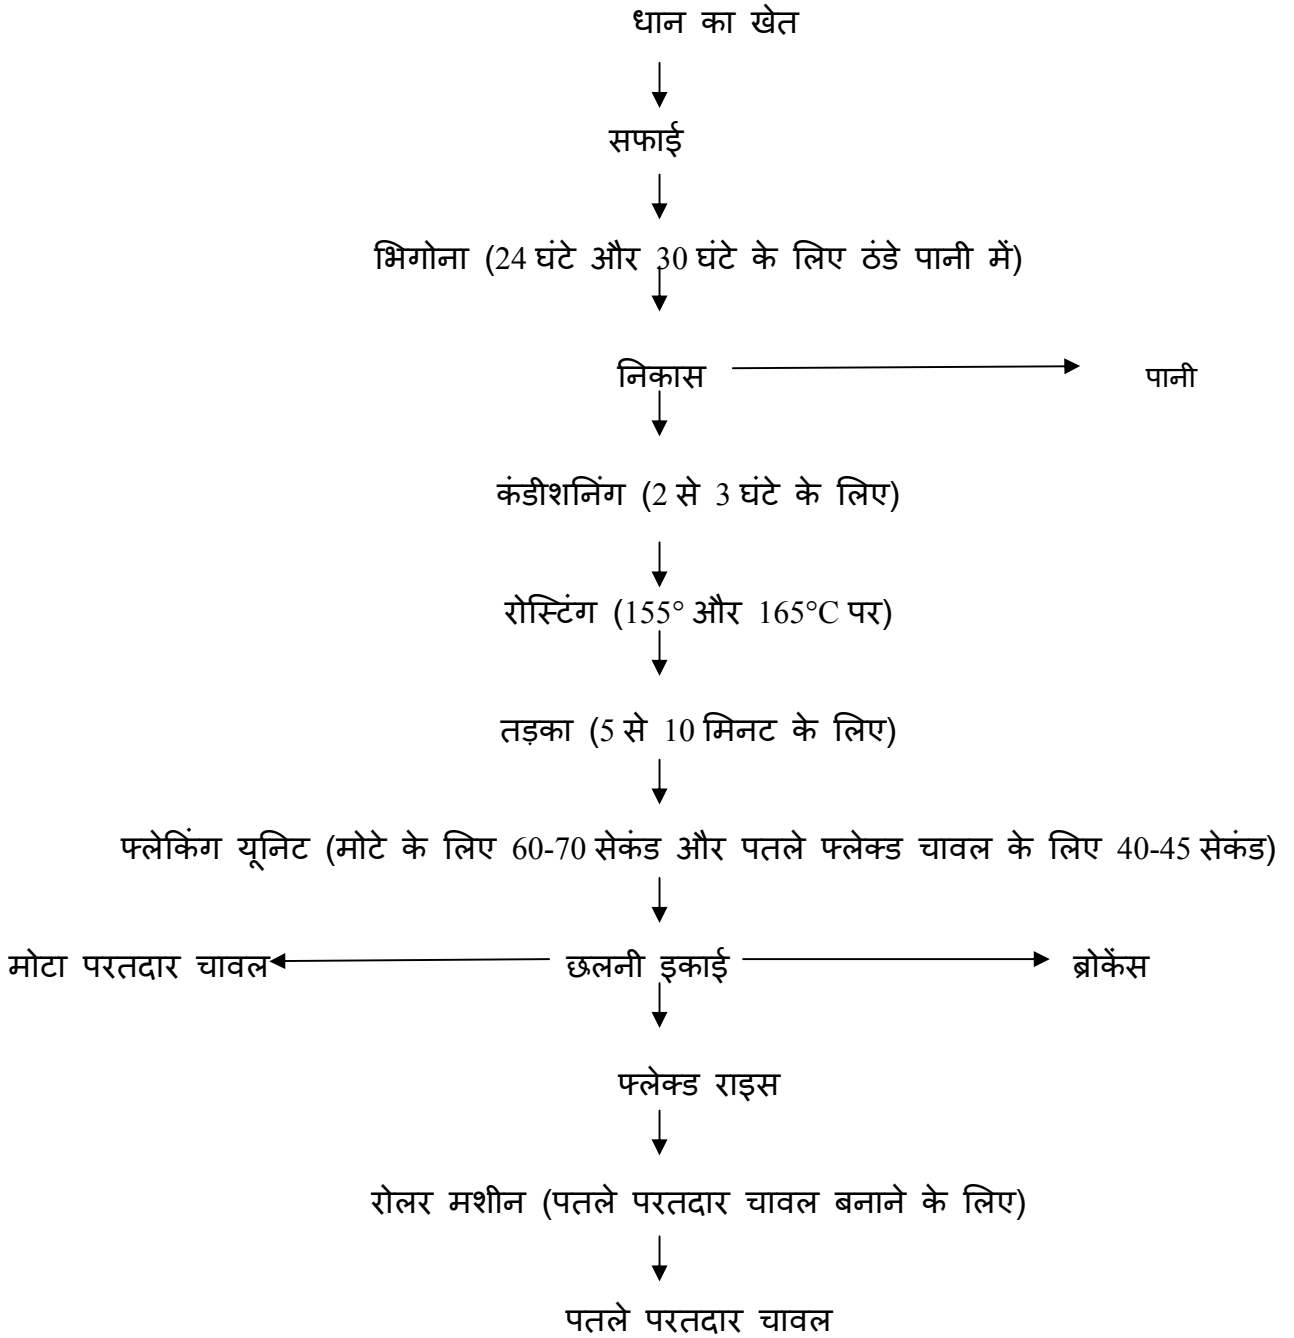 धान का खेत
सफाई
भिगोना (24 घंटे और 30 घंटे के लिए ठंडे पानी में)
निकास पानी
कंडीशनिंग (2 से 3 घंटे के लिए)
रोस्टिंग (155° और 165°C पर)
तड़का (5 से 10 मिनट के लिए)
फ्लेकिंग यूनिट (मोटे के लिए 60-70 सेकंड और पतले फ्लेक्ड चावल के लिए 40-45 सेकंड)
मोटा परतदार चावल छलनी इकाई ब्रोकेंस
फ्लेक्ड राइस
रोलर मशीन (पतले परतदार चावल बनाने के लिए)
पतले परतदार चावल